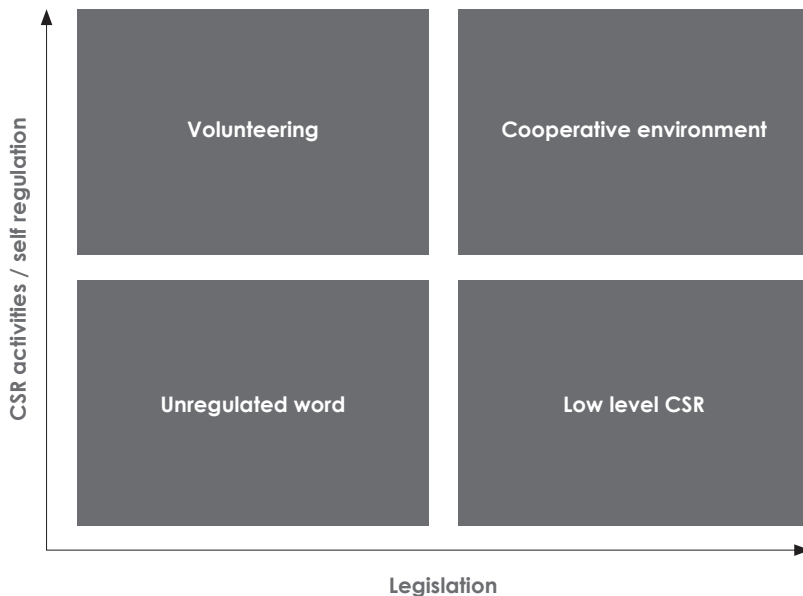 CSR activities / self regulation
Volunteering
Cooperative environment
Unregulated word
Low level CSR
Legislation